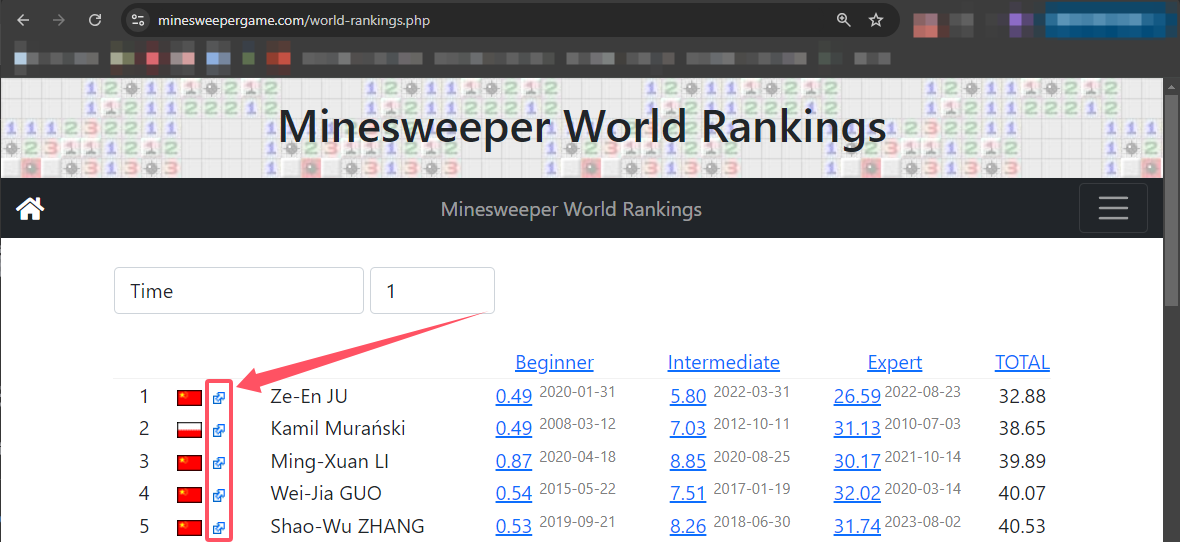 minesweepergame.com/world-rankings.php
Minesweeper World Rankings
Minesweeper World Rankings
Time 1
Beginner Intermediate Expert TOTAL
1 Ze-En JU 0.49 2020-01-31 5.80 2022-03-31 26.59 2022-08-23 32.88
2 Kamil Murański 0.49 2008-03-12 7.03 2012-10-11 31.13 2010-07-03 38.65
3 Ming-Xuan LI 0.87 2020-04-18 8.85 2020-08-25 30.17 2021-10-14 39.89
4 Wei-Jia GUO 0.54 2015-05-22 7.51 2017-01-19 32.02 2020-03-14 40.07
5 Shao-Wu ZHANG 0.53 2019-09-21 8.26 2018-06-30 31.74 2023-08-02 40.53